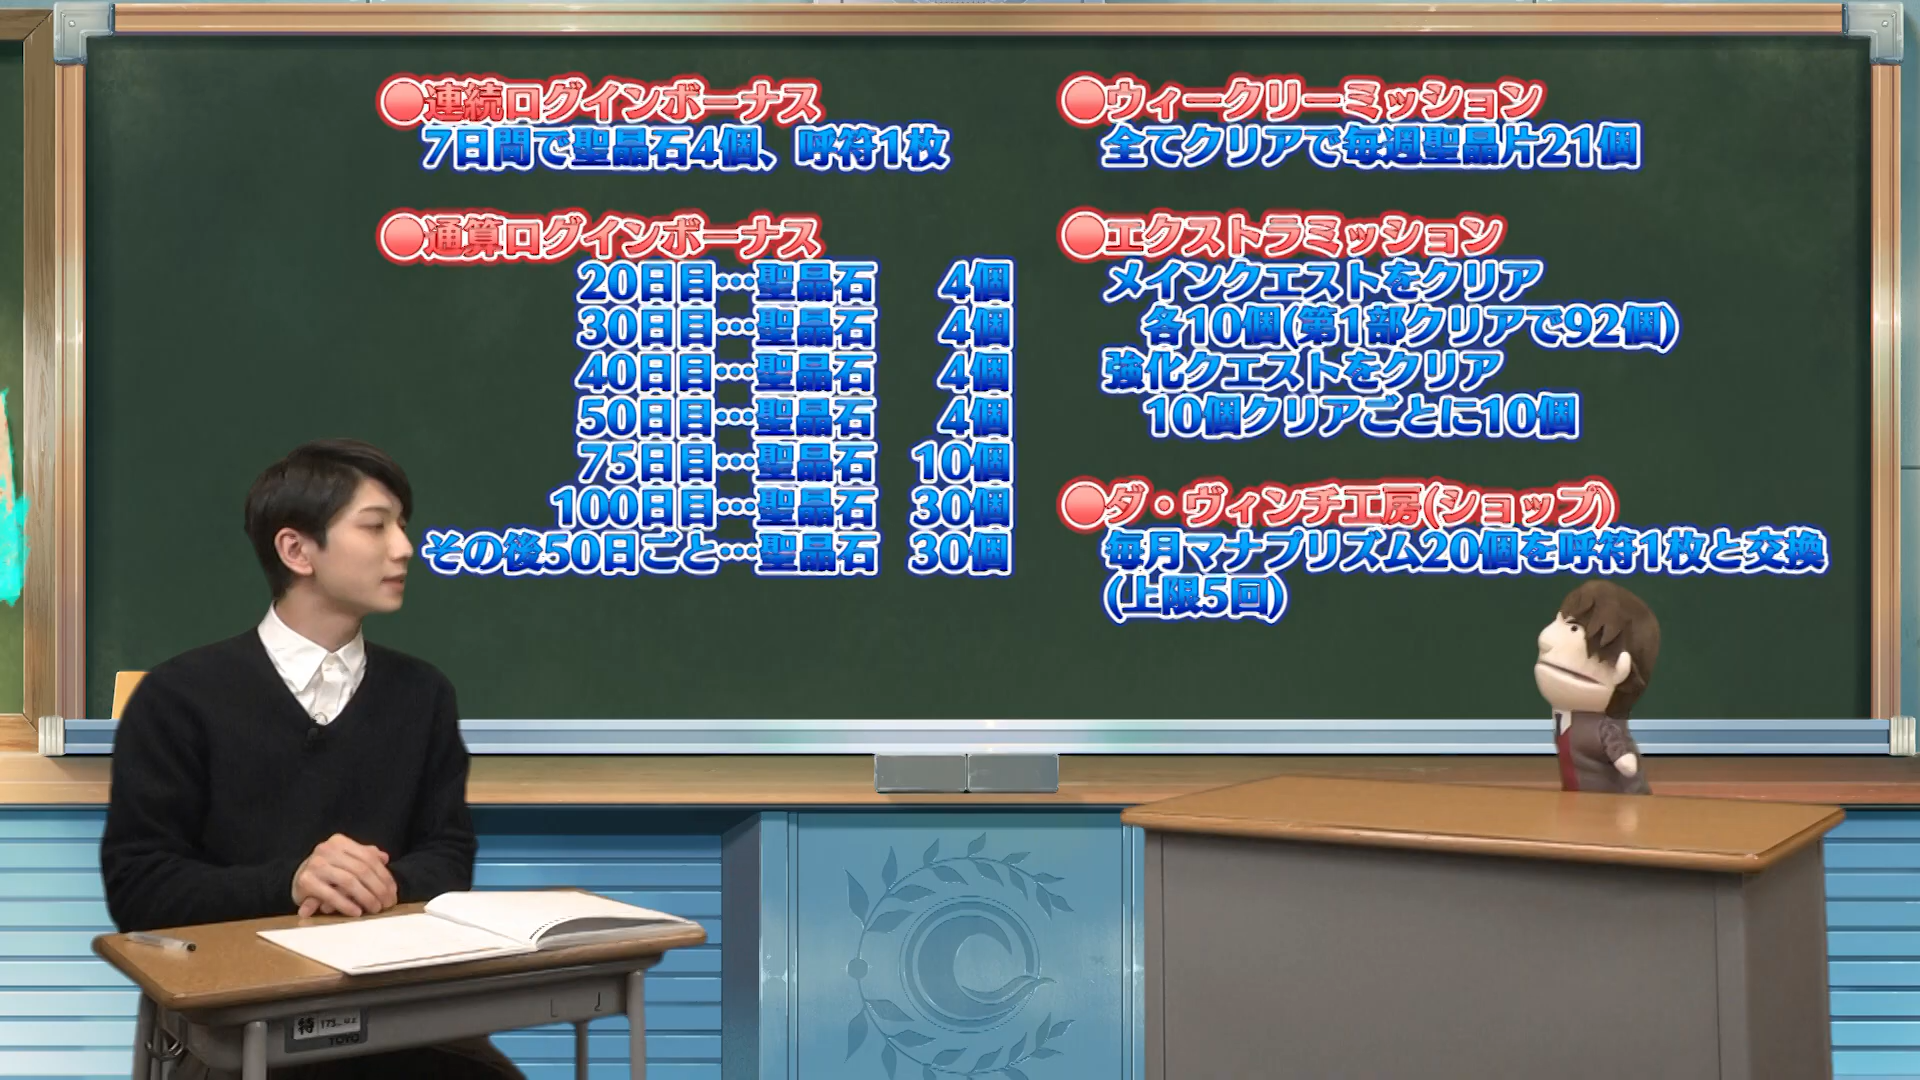 ●連続ログインボーナス
7日間で聖晶石4個、呼符1枚
●通算ログインボーナス
20日目…聖晶石 4個
30日目…聖晶石 4個
40日目…聖晶石 4個
50日目…聖晶石 4個
75日目…聖晶石 10個
100日目…聖晶石 30個
その後50日ごと…聖晶石 30個
●ウィークリーミッション
全てクリアで毎週聖晶片21個
●エクストラミッション
メインクエストをクリア
各10個(第1部クリアで92個)
強化クエストをクリア
10個クリアごとに10個
●ダ・ヴィンチ工房(ショップ)
毎月マナプリズム20個を呼符1枚と交換
(上限5回)
特
TOYO